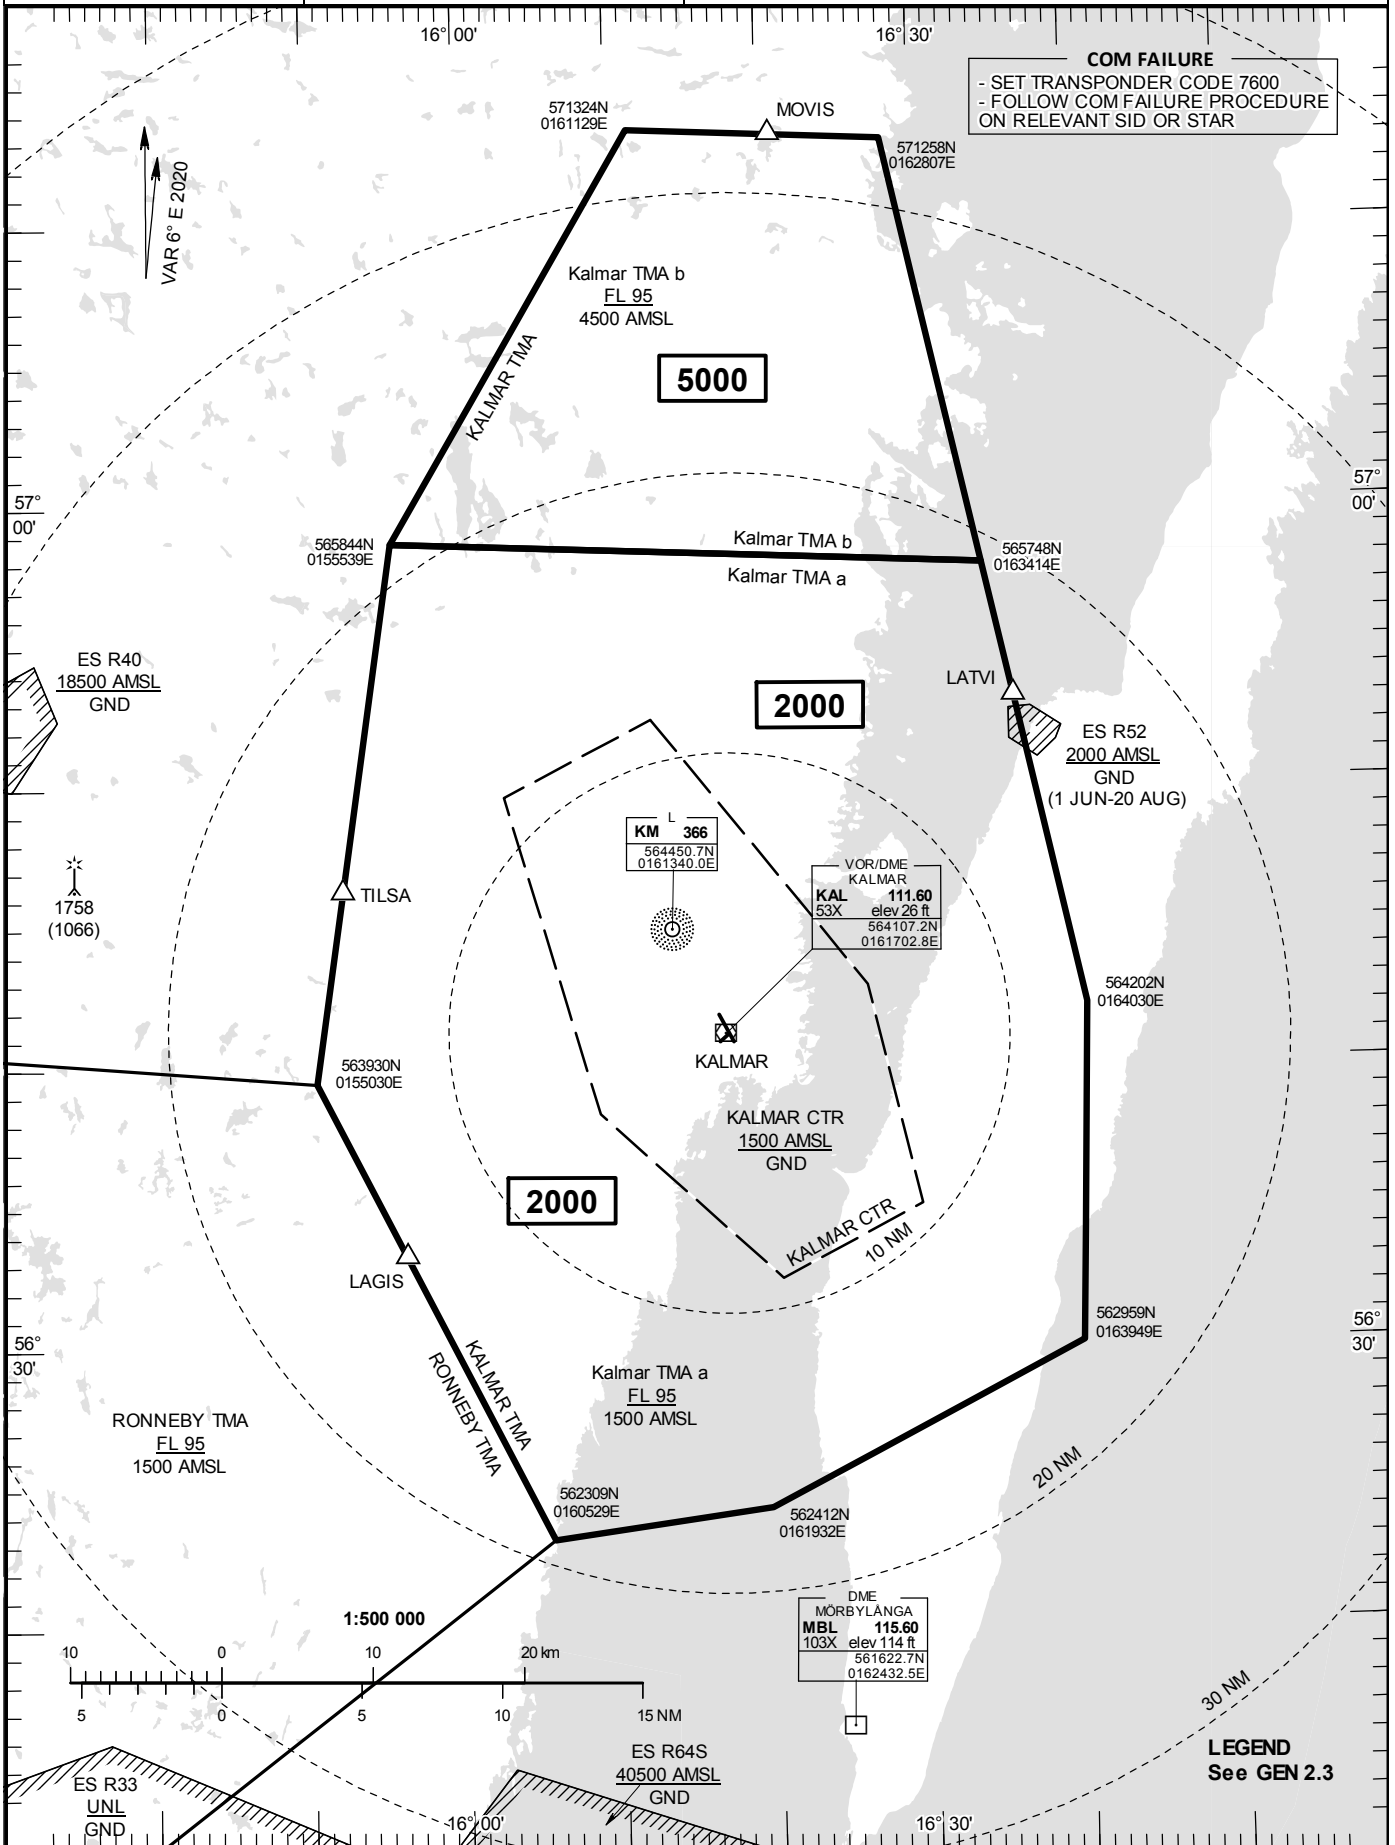 16° 00'
16° 30'
COM FAILURE
- SET TRANSPONDER CODE 7600
- FOLLOW COM FAILURE PROCEDURE
ON RELEVANT SID OR STAR
571324N
0161129E
MOVIS
571258N
0162807E
VAR 6° E 2020
Kalmar TMA b
FL 95
4500 AMSL
KALMAR TMA
5000
57°
00'
57°
00'
565844N
0155539E
Kalmar TMA b
Kalmar TMA a
565748N
0163414E
ES R40
18500 AMSL
GND
LATVI
2000
ES R52
2000 AMSL
GND
(1 JUN-20 AUG)
L
KM 366
564450.7N
0161340.0E
VOR/DME
KALMAR
KAL 111.60
53X elev 26 ft
564107.2N
0161702.8E
1758
(1066)
TILSA
564202N
0164030E
KALMAR
563930N
0155030E
KALMAR CTR
1500 AMSL
GND
2000
KALMAR CTR
10 NM
LAGIS
562959N
0163949E
56°
30'
56°
30'
KALMAR TMA
RONNEBY TMA
Kalmar TMA a
FL 95
1500 AMSL
RONNEBY TMA
FL 95
1500 AMSL
20 NM
562309N
0160529E
562412N
0161932E
1:500 000
10 0 10 20 km
5 0 5 10 15 NM
DME
MÖRBYLÅNGA
MBL 115.60
103X elev 114 ft
561622.7N
0162432.5E
30 NM
LEGEND
See GEN 2.3
ES R33
UNL
GND
ES R64S
40500 AMSL
GND
16° 00'
16° 30'